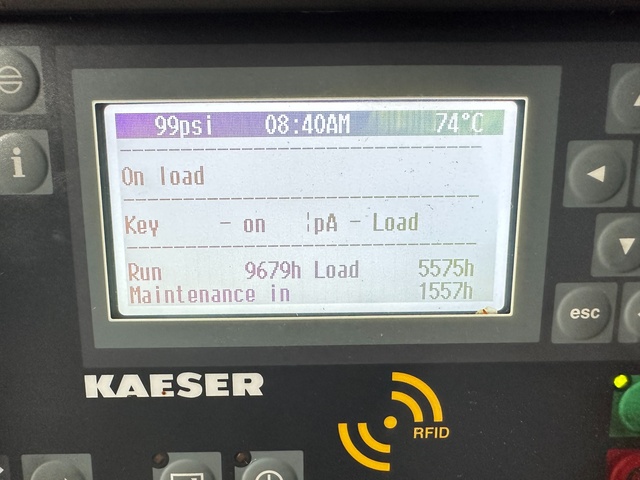 99psi 08:40AM 74°C
On load
Key - on ¦pA - Load
Run 9679h Load 5575h
Maintenance in 1557h
esc
KAESER
RFID